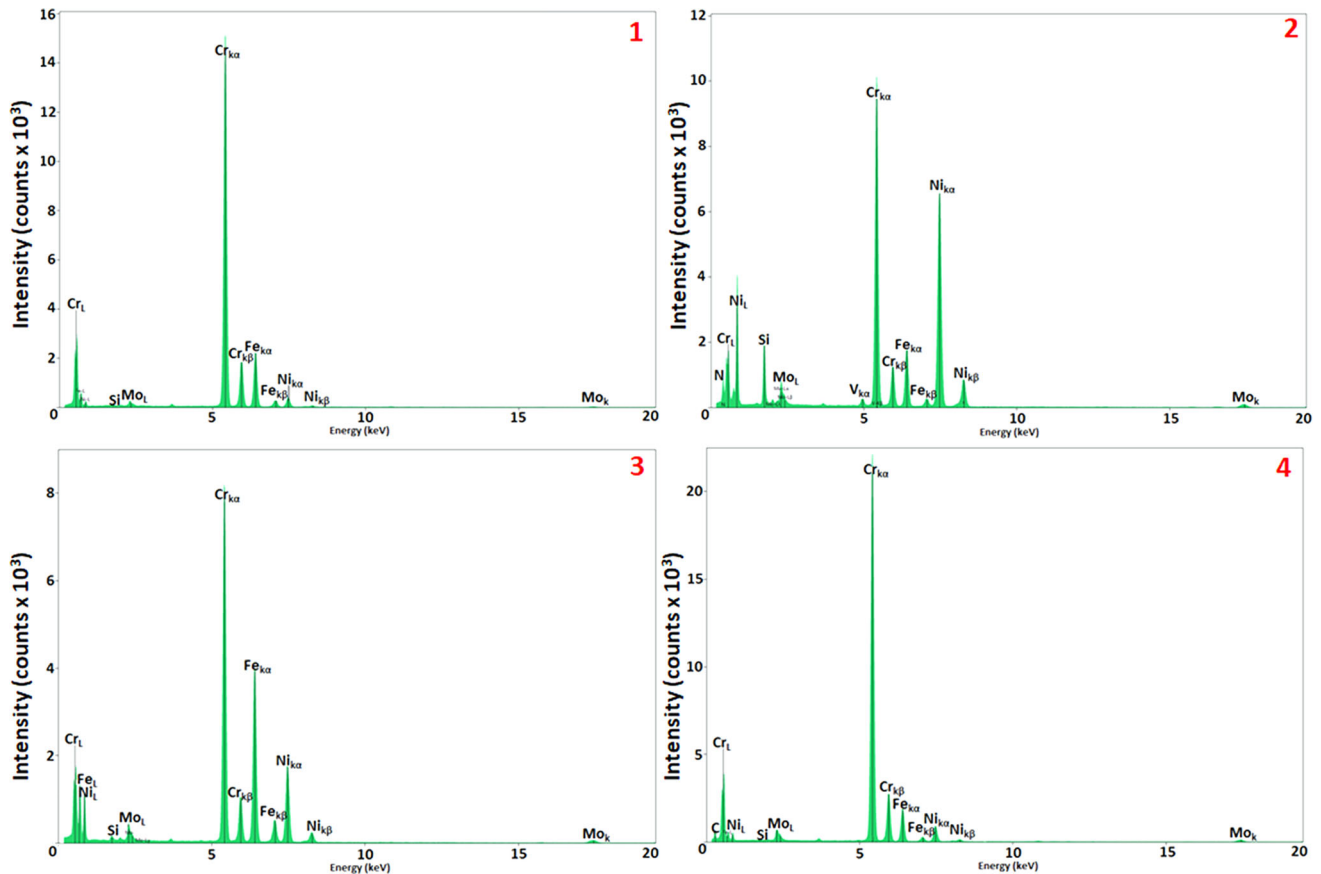 1
Intensity (counts x 10³)
16
14
12
10
8
6
4
2
0
Cr_L
Si
Mo_L
Cr_kα
Cr_kβ
Fe_kα
Fe_kβ
Ni_kα
Ni_kβ
Mo_k
0 5 10 15 20
Energy (keV)
2
Intensity (counts x 10³)
12
10
8
6
4
2
0
N
Cr_L
Ni_L
Si
Mo_L
V_kα
Cr_kα
Cr_kβ
Fe_kα
Fe_kβ
Ni_kα
Ni_kβ
Mo_k
0 5 10 15 20
Energy (keV)
3
Intensity (counts x 10³)
8
6
4
2
Cr_L
Fe_L
Ni_L
Si
Mo_L
Cr_kα
Cr_kβ
Fe_kα
Fe_kβ
Ni_kα
Ni_kβ
Mo_k
0 5 10 15 20
Energy (keV)
4
Intensity (counts x 10³)
20
15
10
5
0
C
Cr_L
Ni_L
Si
Mo_L
Cr_kα
Cr_kβ
Fe_kα
Fe_kβ
Ni_kα
Ni_kβ
Mo_k
0 5 10 15 20
Energy (keV)